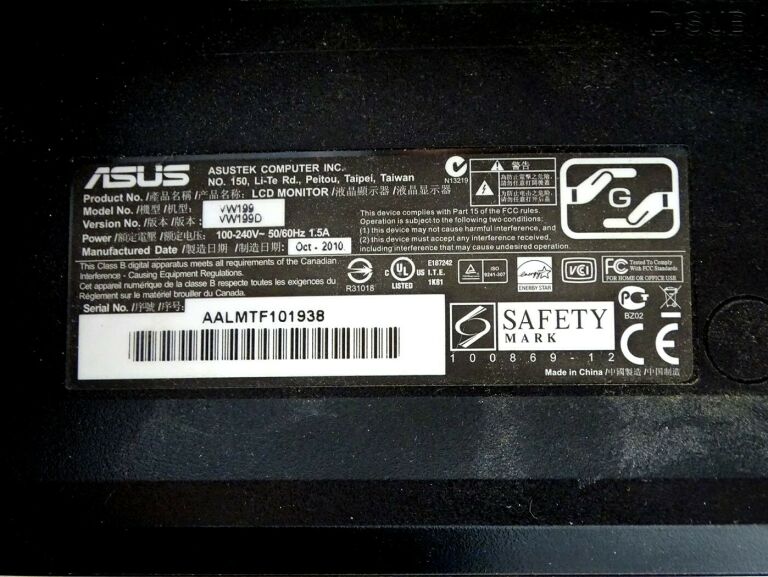 D-SUB
ASUS
ASUSTEK COMPUTER INC.
NO. 150, Li-Te Rd., Peitou, Taipei, Taiwan
Product No. /產品名稱/产品名称: LCD MONITOR /液晶顯示器 /液晶显示器
Model No. /機型/ 机型: VW199
Version No. /版本 / 版本: VW199D
Power /額定電壓/ 额定电压: 100-240V~ 50/60Hz 1.5A
Manufactured Date /製造日期 /制造日期: Oct - 2010
N13219
警告
This device complies with Part 15 of the FCC rules.
Operation is subject to the following two conditions:
(1) this device may not cause harmful interference, and
(2) this device must accept any interference received,
including interference that may cause undesired operation.
G
This Class B digital apparatus meets all requirements of the Canadian
Interference - Causing Equipment Regulations.
Cet appareil numérique de la classe B respecte toutes les exigences du
Règlement sur le matériel brouiller du Canada.
R31018
C UL US
LISTED
E187242
I.T.E.
1K81
ISO
9241-307
energy
ENERGY STAR
VCI
FC Tested To Comply
With FCC Standards
FOR HOME OR OFFICE USE
Serial No. /序號 /序号:
AALMTF101938
S SAFETY
MARK
100869-12
BZ02
CE
Made in China /中國製造 /中国制造